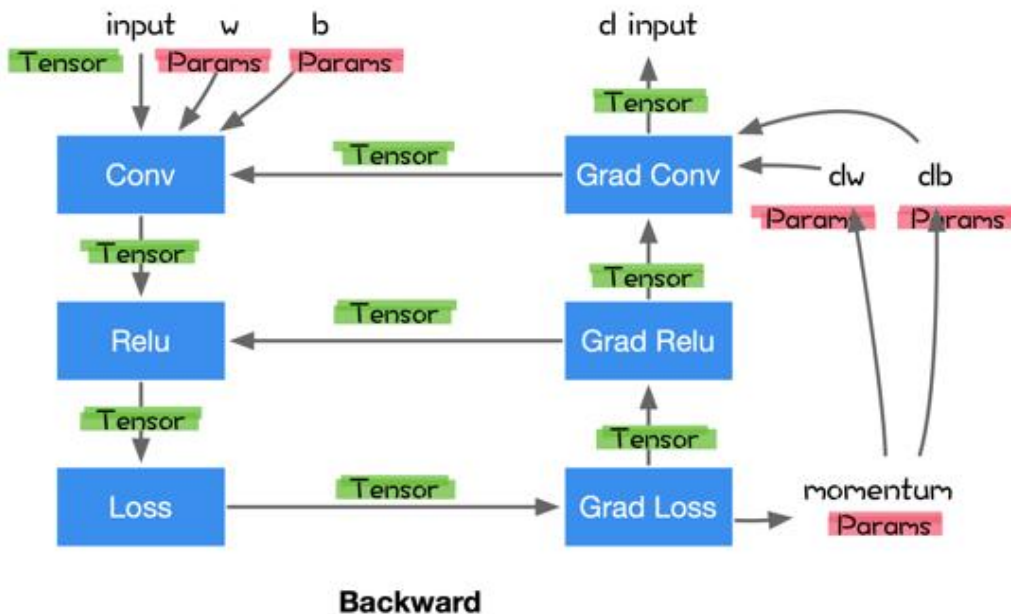 input w b d input
Tensor Params Params
Tensor
Conv Tensor Grad Conv
dw db
Params Params
Tensor Tensor
Relu Tensor Grad Relu
Tensor Tensor
Loss Tensor Grad Loss
momentum
Params
Backward